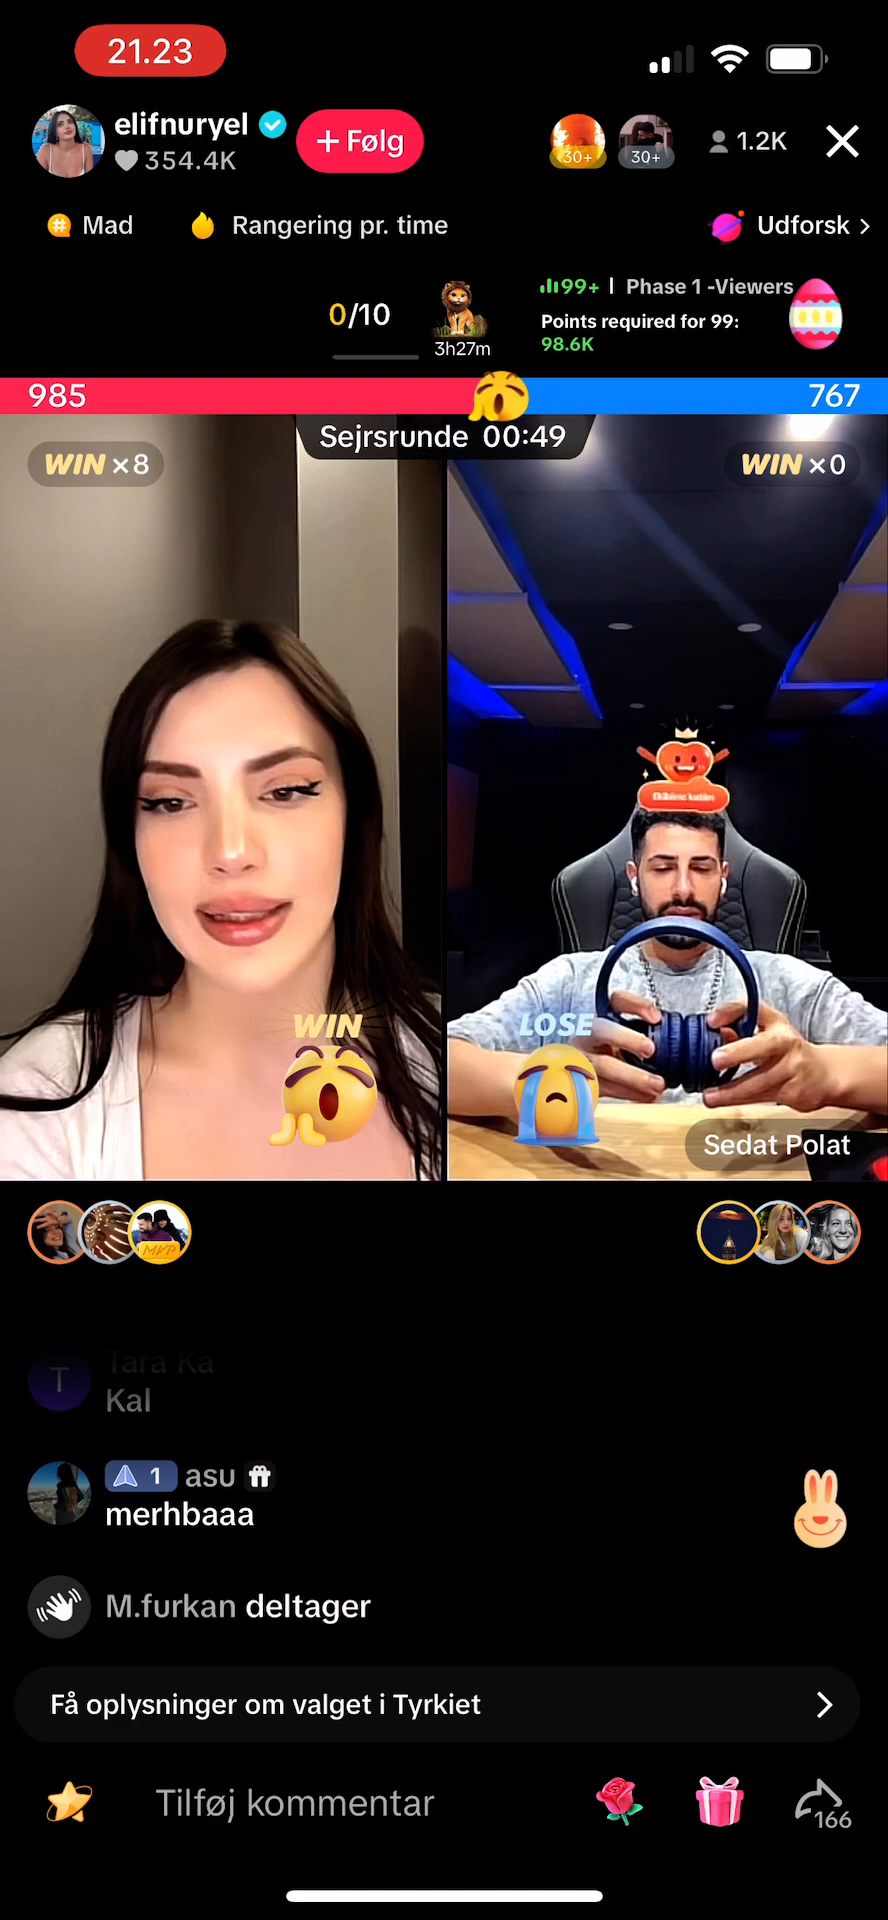 21.23
elifnuryel
+ Følg
354.4K
30+
30+
1.2K
Mad
Rangering pr. time
Udforsk >
0/10
3h27m
99+ | Phase 1 -Viewers
Points required for 99:
98.6K
985
767
Sejrsrunde 00:49
WIN ×8
WIN ×0
WIN
LOSE
Sedat Polat
MVP
T
Tara Ka
Kal
1 asu
merhbaaa
M.furkan deltager
Få oplysninger om valget i Tyrkiet
Tilføj kommentar
166